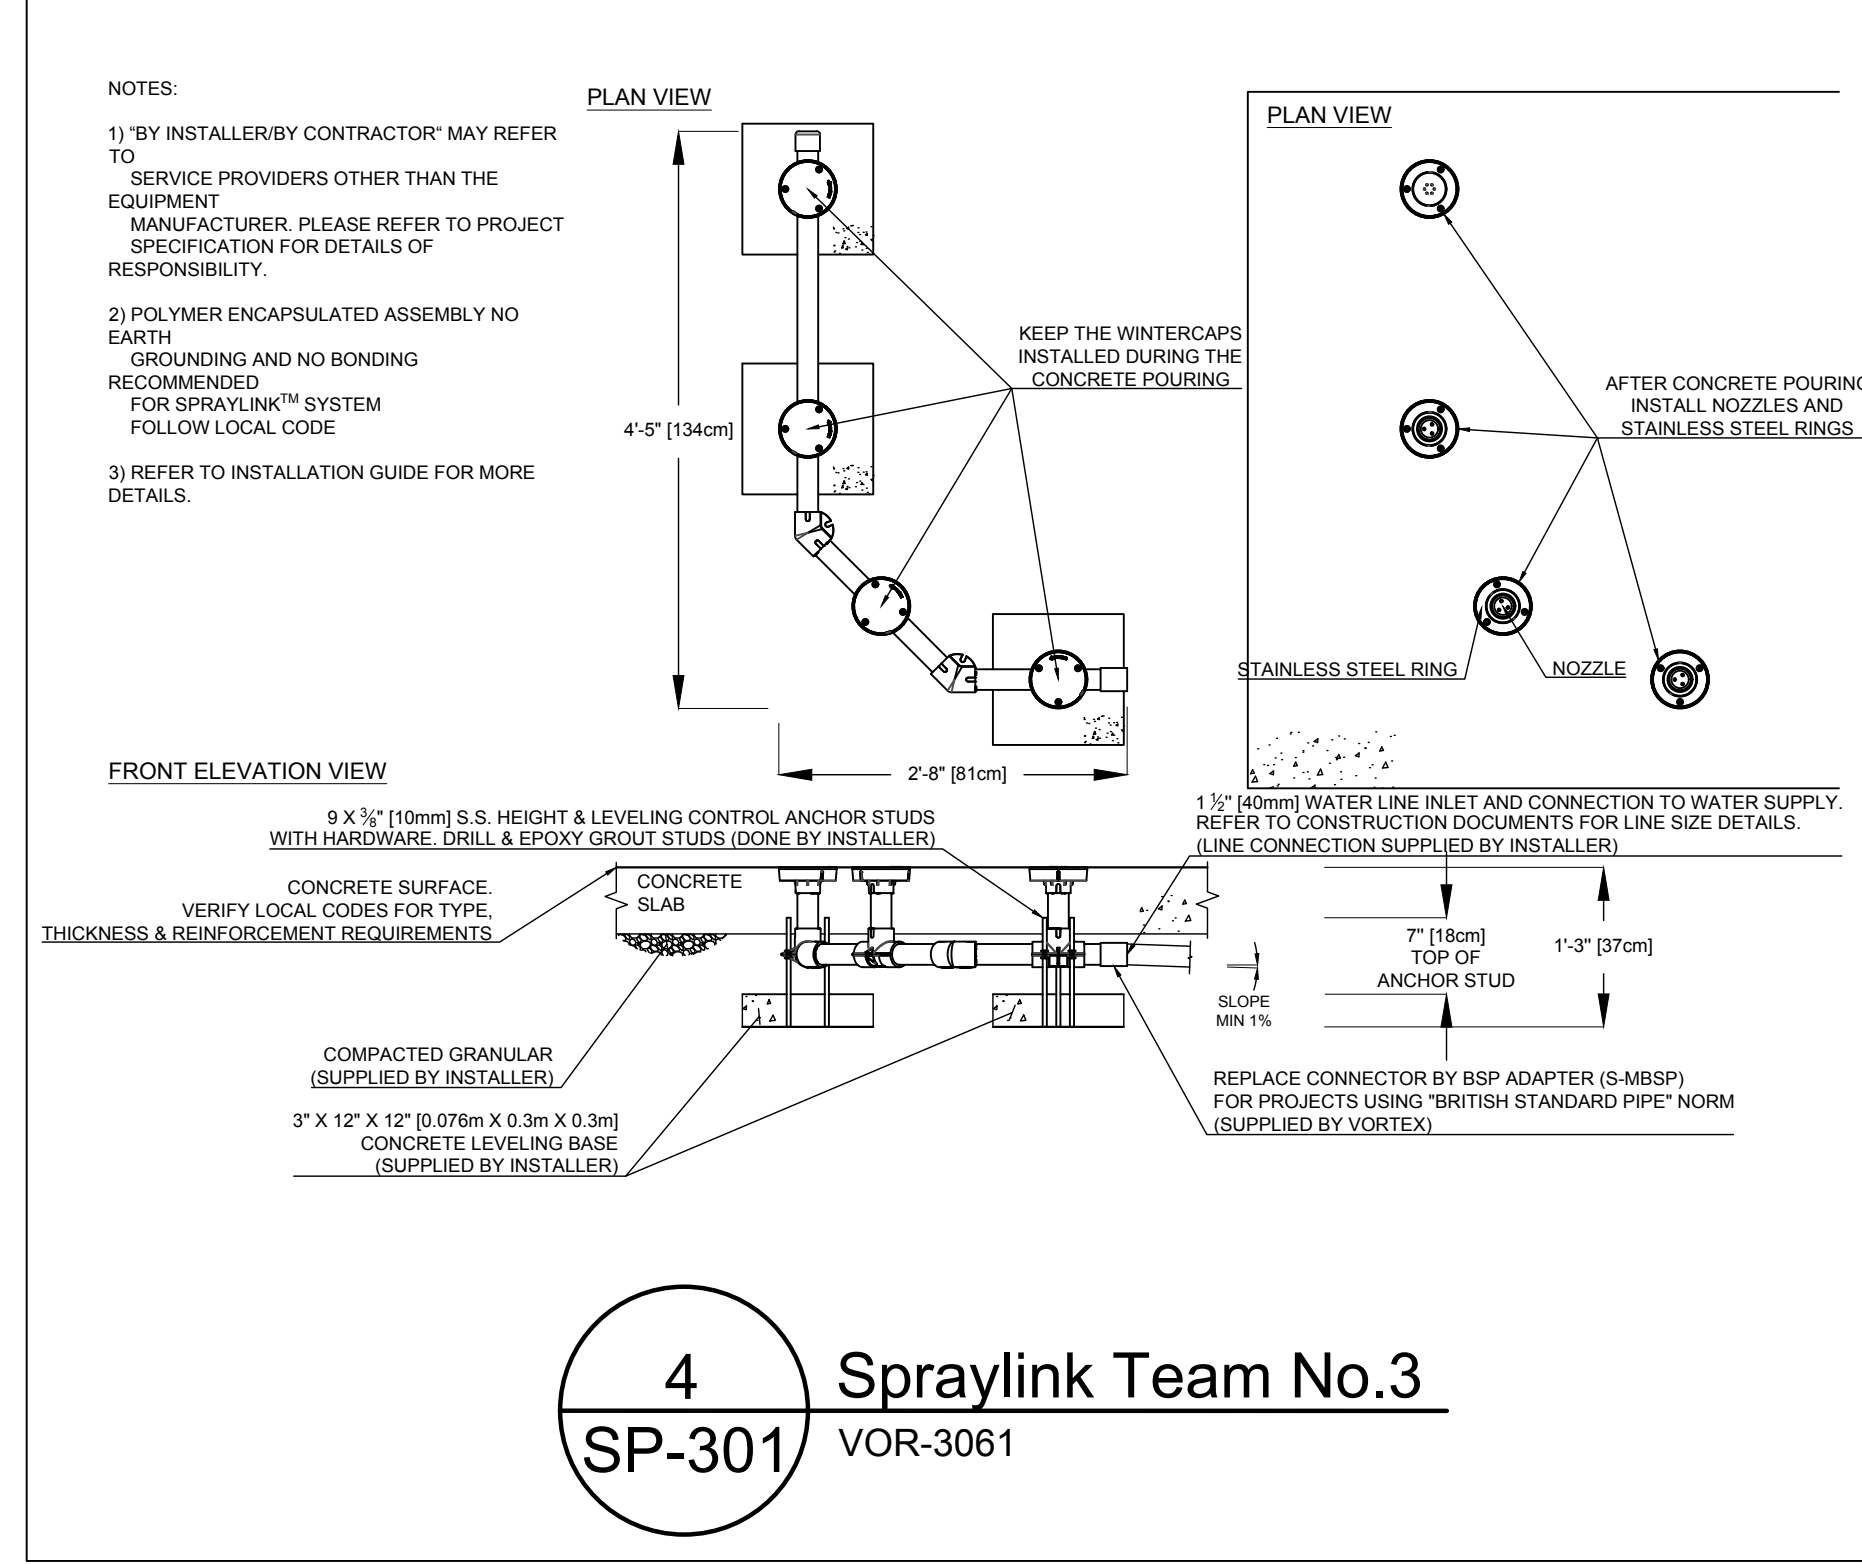 NOTES:
1) “BY INSTALLER/BY CONTRACTOR“ MAY REFER
TO
SERVICE PROVIDERS OTHER THAN THE
EQUIPMENT
MANUFACTURER. PLEASE REFER TO PROJECT
SPECIFICATION FOR DETAILS OF
RESPONSIBILITY.
2) POLYMER ENCAPSULATED ASSEMBLY NO
EARTH
GROUNDING AND NO BONDING
RECOMMENDED
FOR SPRAYLINK™ SYSTEM
FOLLOW LOCAL CODE
3) REFER TO INSTALLATION GUIDE FOR MORE
DETAILS.
PLAN VIEW
4'-5" [134cm]
KEEP THE WINTERCAPS
INSTALLED DURING THE
CONCRETE POURING
2'-8" [81cm]
PLAN VIEW
AFTER CONCRETE POURING
INSTALL NOZZLES AND
STAINLESS STEEL RINGS
STAINLESS STEEL RING
NOZZLE
FRONT ELEVATION VIEW
9 X ⅜" [10mm] S.S. HEIGHT & LEVELING CONTROL ANCHOR STUDS
WITH HARDWARE. DRILL & EPOXY GROUT STUDS (DONE BY INSTALLER)
1 ½" [40mm] WATER LINE INLET AND CONNECTION TO WATER SUPPLY.
REFER TO CONSTRUCTION DOCUMENTS FOR LINE SIZE DETAILS.
(LINE CONNECTION SUPPLIED BY INSTALLER)
CONCRETE SURFACE.
VERIFY LOCAL CODES FOR TYPE,
THICKNESS & REINFORCEMENT REQUIREMENTS
CONCRETE
SLAB
7" [18cm]
TOP OF
ANCHOR STUD
1'-3" [37cm]
SLOPE
MIN 1%
COMPACTED GRANULAR
(SUPPLIED BY INSTALLER)
3" X 12" X 12" [0.076m X 0.3m X 0.3m]
CONCRETE LEVELING BASE
(SUPPLIED BY INSTALLER)
REPLACE CONNECTOR BY BSP ADAPTER (S-MBSP)
FOR PROJECTS USING "BRITISH STANDARD PIPE" NORM
(SUPPLIED BY VORTEX)
4
SP-301
Spraylink Team No.3
VOR-3061